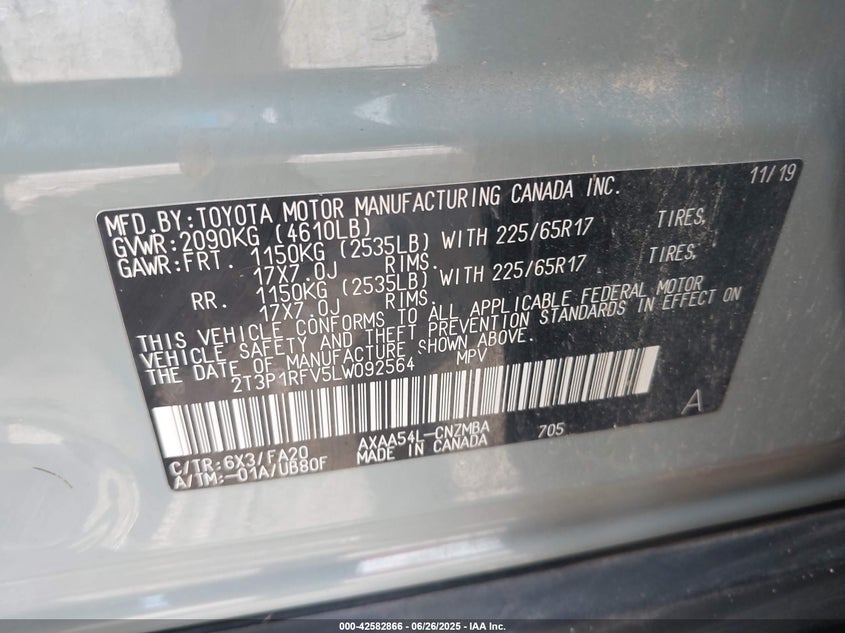 11/19
MFD.BY:TOYOTA MOTOR MANUFACTURING CANADA INC.
GVWR:2090KG (4610LB)
GAWR:FRT. 1150KG (2535LB) WITH 225/65R17 TIRES,
17X7.0J RIMS.
RR. 1150KG (2535LB) WITH 225/65R17 TIRES,
17X7.0J RIMS.
THIS VEHICLE CONFORMS TO ALL APPLICABLE FEDERAL MOTOR
VEHICLE SAFETY AND THEFT PREVENTION STANDARDS IN EFFECT ON
THE DATE OF MANUFACTURE SHOWN ABOVE.
2T3P1RFV5LW092564 MPV
A
C/TR:6X3/FA20 AXAA54L-CNZMBA 705
A/TM:-01A/UB80F MADE IN CANADA
000-42582866 - 06/26/2025 - IAA Inc.